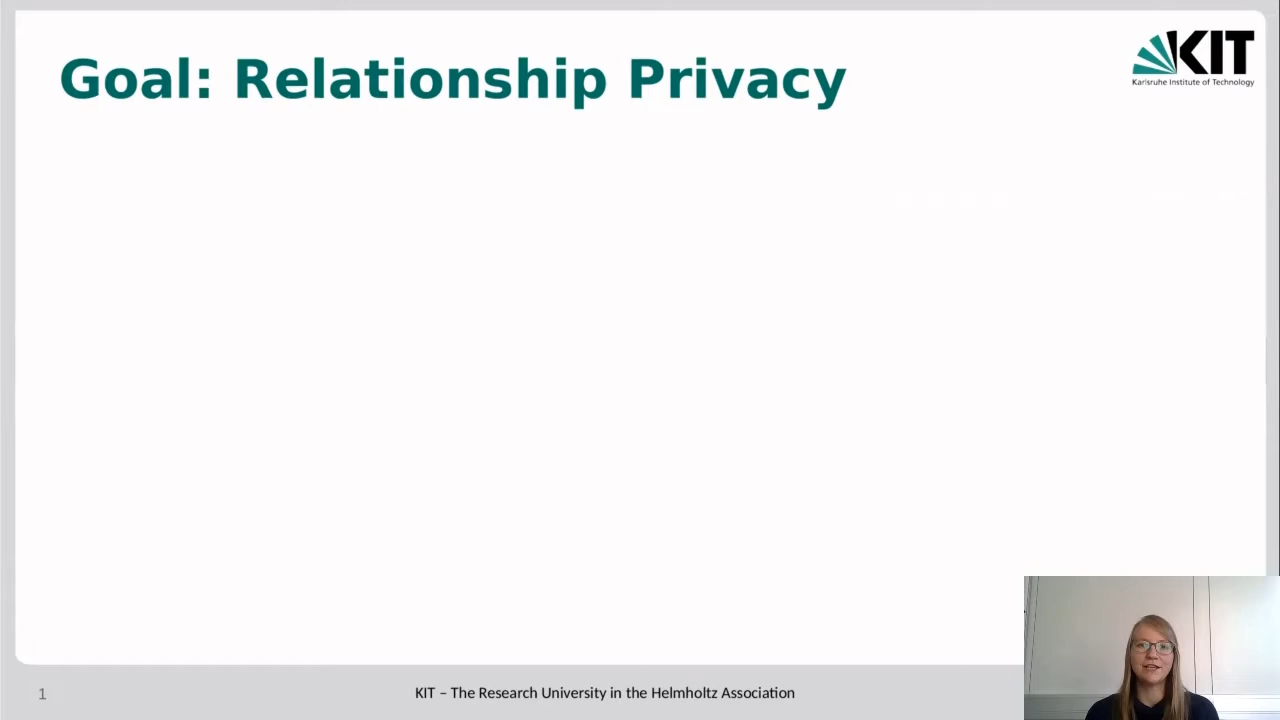 Goal: Relationship Privacy
KIT
Karlsruhe Institute of Technology
1
KIT – The Research University in the Helmholtz Association